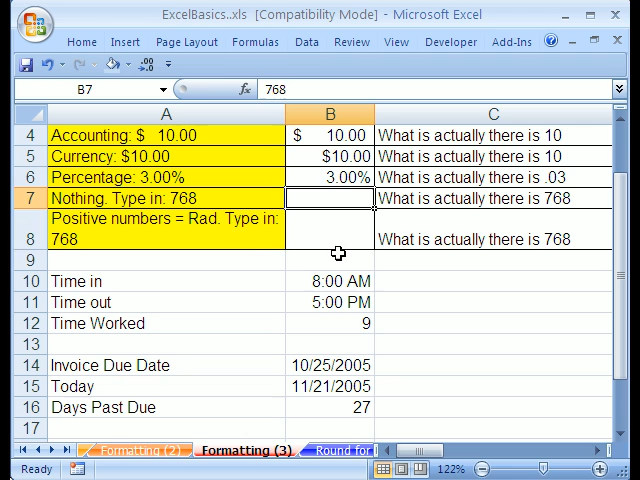 ExcelBasics..xls [Compatibility Mode] - Microsoft Excel
Home Insert Page Layout Formulas Data Review View Developer Add-Ins
B7 fx 768
A B C
4 Accounting: $ 10.00 $ 10.00 What is actually there is 10
5 Currency: $10.00 $10.00 What is actually there is 10
6 Percentage: 3.00% 3.00% What is actually there is .03
7 Nothing. Type in: 768 What is actually there is 768
Positive numbers = Rad. Type in:
8 768 What is actually there is 768
9
10 Time in 8:00 AM
11 Time out 5:00 PM
12 Time Worked 9
13
14 Invoice Due Date 10/25/2005
15 Today 11/21/2005
16 Days Past Due 27
17
Formatting (2) Formatting (3) Round for
Ready 122%